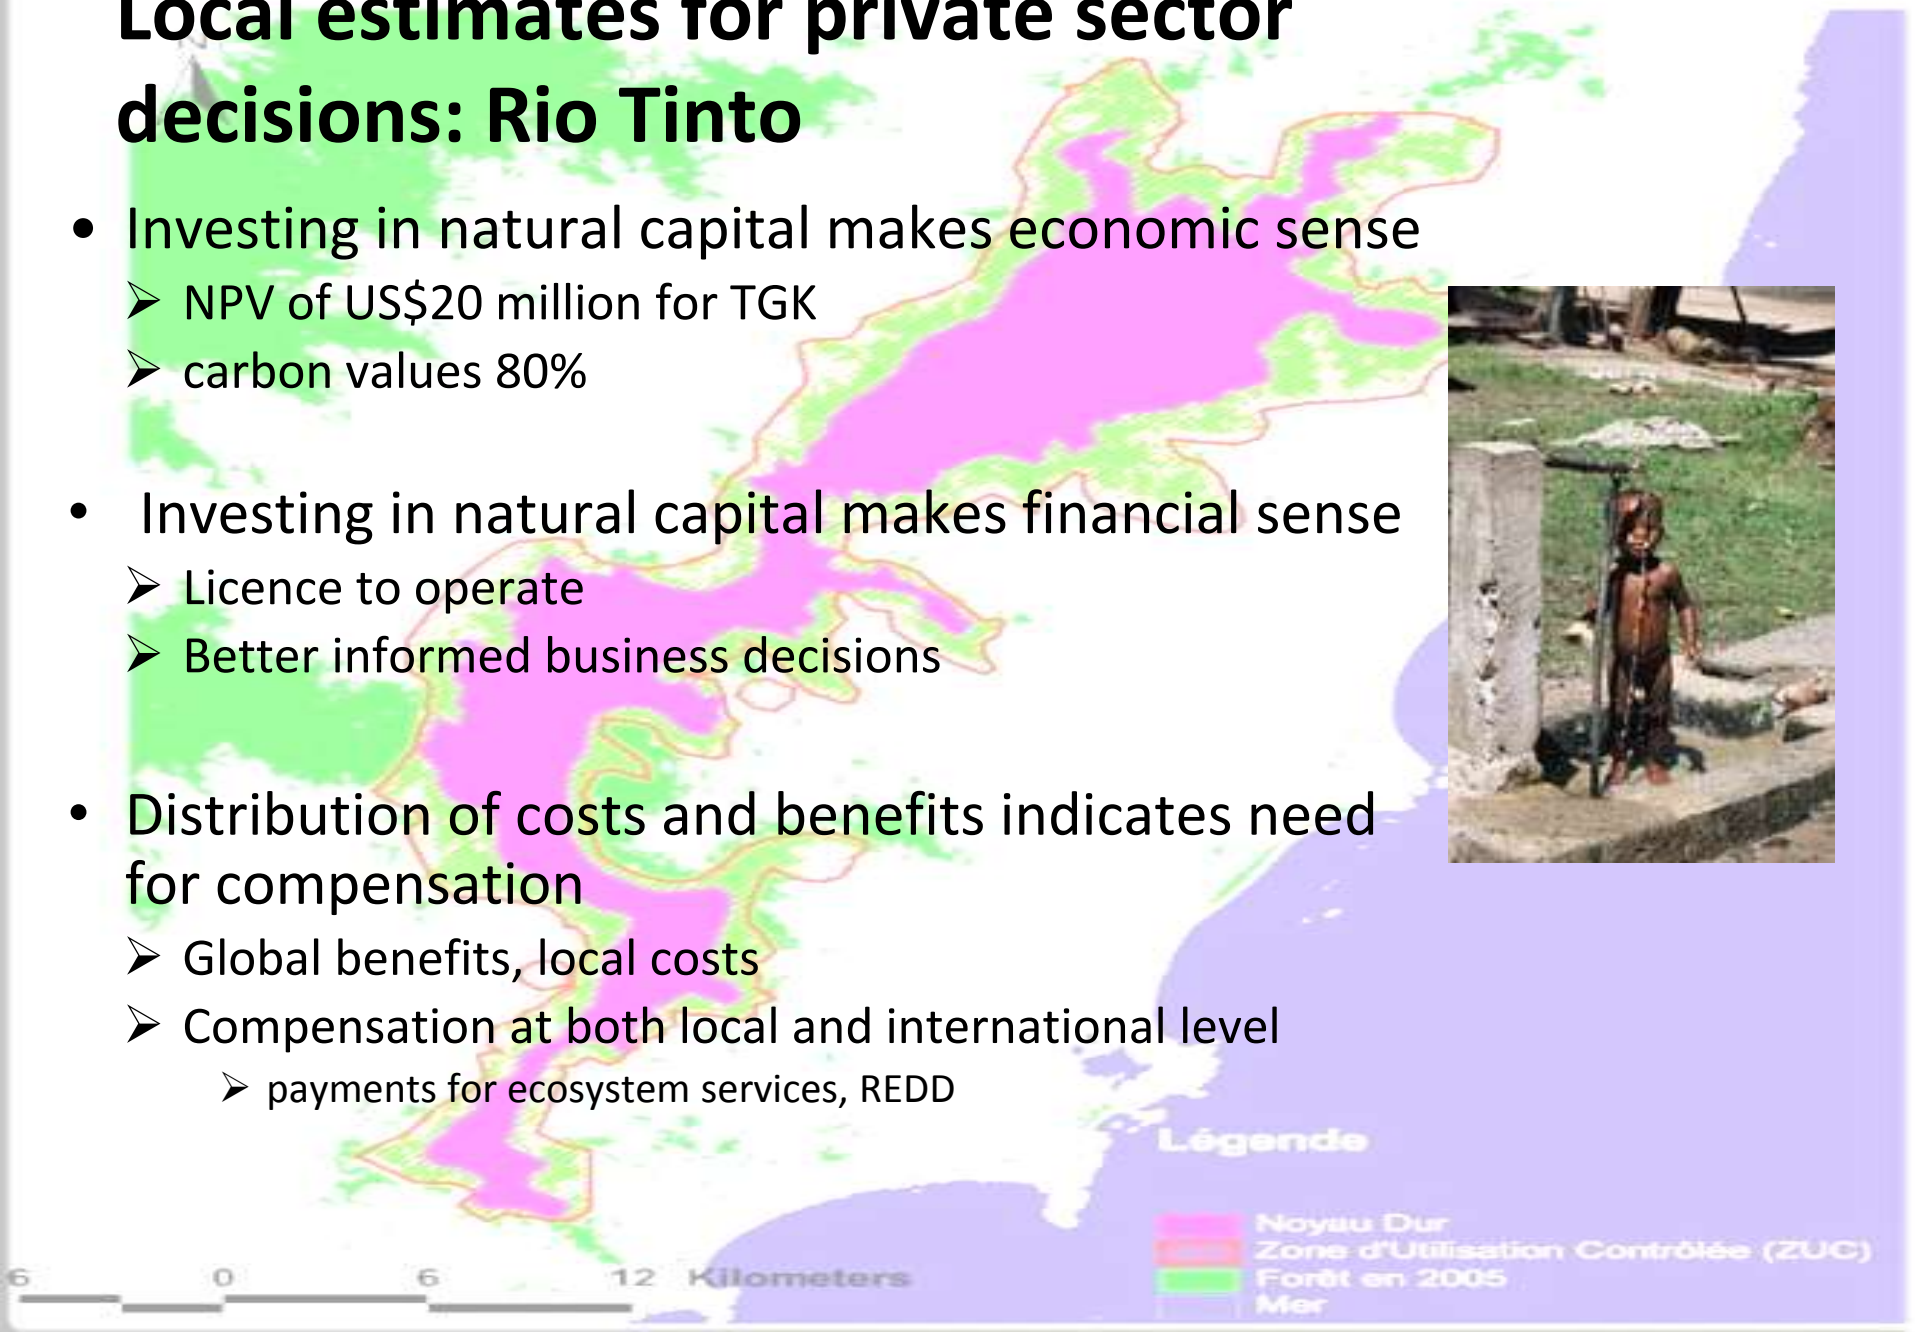 Local estimates for private sector
decisions: Rio Tinto
• Investing in natural capital makes economic sense
➢ NPV of US$20 million for TGK
➢ carbon values 80%
• Investing in natural capital makes financial sense
➢ Licence to operate
➢ Better informed business decisions
• Distribution of costs and benefits indicates need
for compensation
➢ Global benefits, local costs
➢ Compensation at both local and international level
➢ payments for ecosystem services, REDD
Légende
Noyau Dur
Zone d'Utilisation Contrôlée (ZUC)
Forêt en 2005
Mer
6 0 6 12 Kilometers